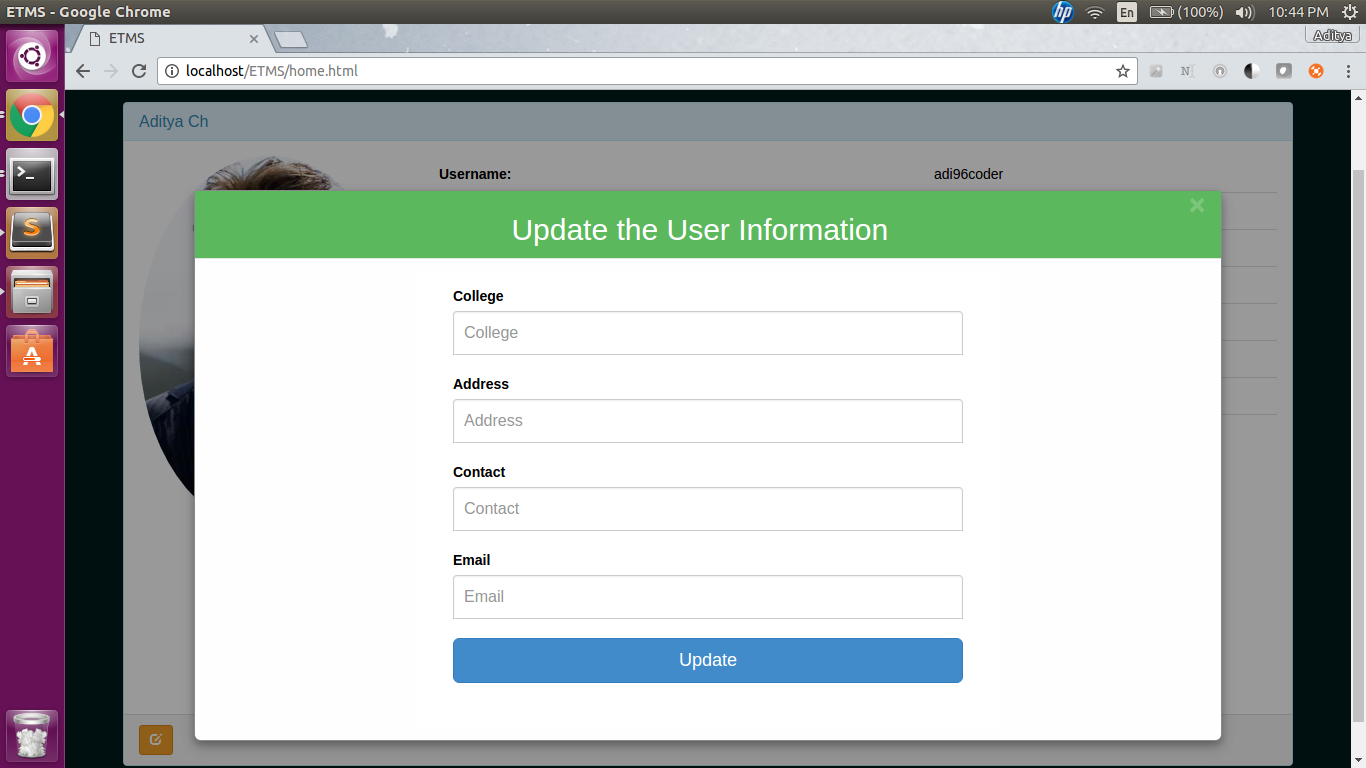 ETMS - Google Chrome
hp
En
(100%)
10:44 PM
ETMS
Aditya
localhost/ETMS/home.html
Aditya Ch
Username: adi96coder
Update the User Information
College
College
Address
Address
Contact
Contact
Email
Email
Update